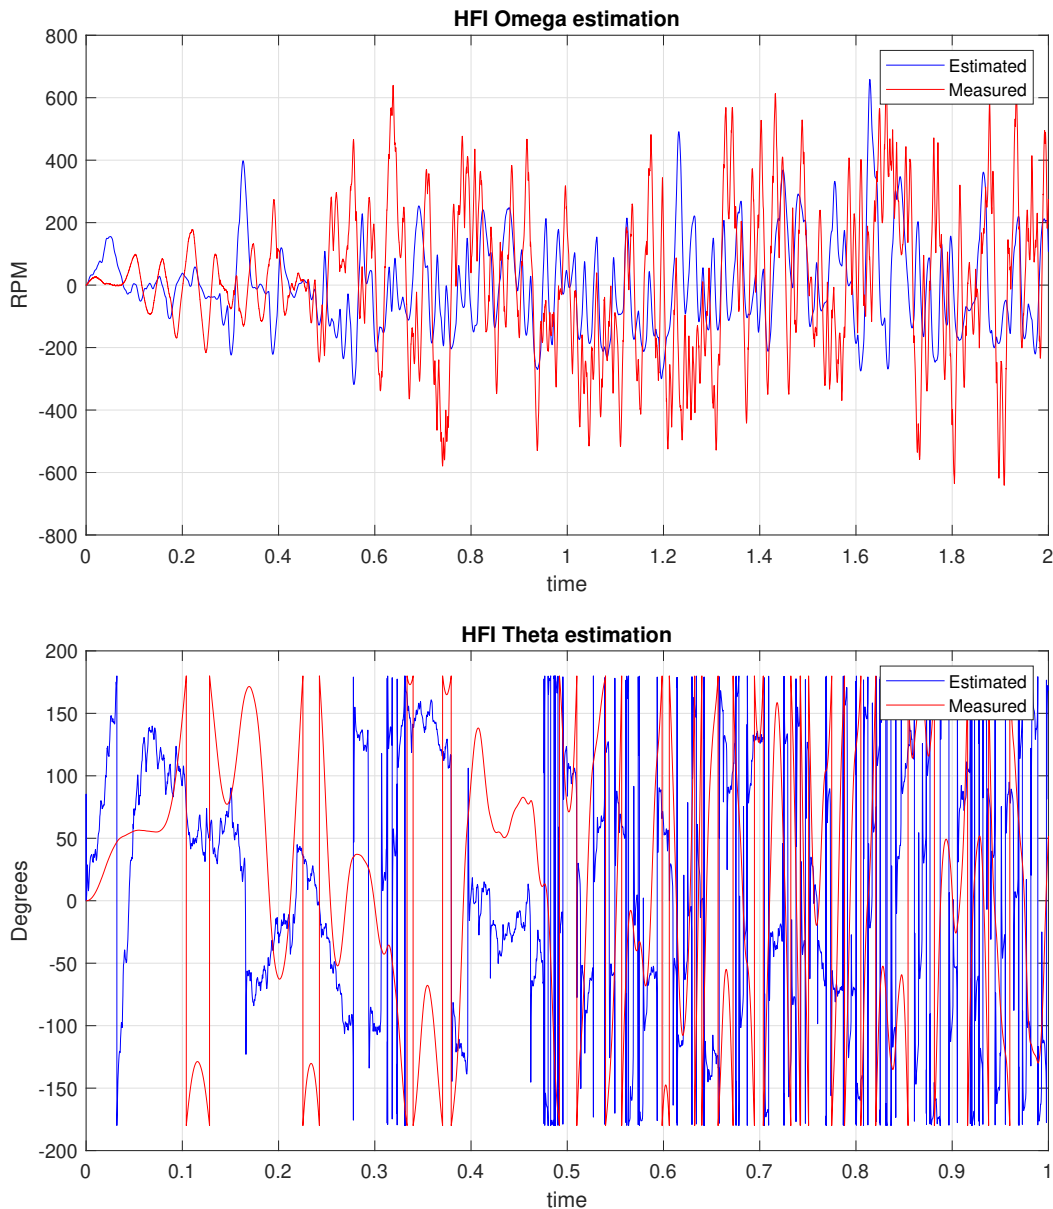 HFI Omega estimation
800
600
400
200
0
-200
-400
-600
-800
RPM
Estimated
Measured
0 0.2 0.4 0.6 0.8 1 1.2 1.4 1.6 1.8 2
time
HFI Theta estimation
200
150
100
50
0
-50
-100
-150
-200
Degrees
Estimated
Measured
0 0.1 0.2 0.3 0.4 0.5 0.6 0.7 0.8 0.9 1
time